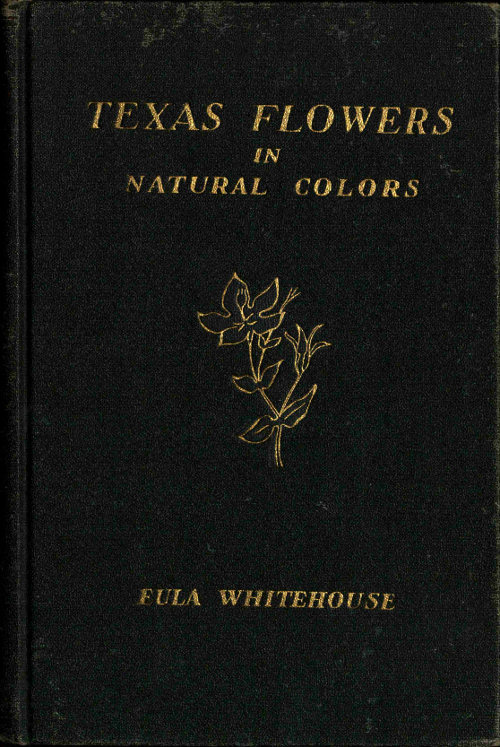 TEXAS FLOWERS
IN
NATURAL COLORS
EULA WHITEHOUSE